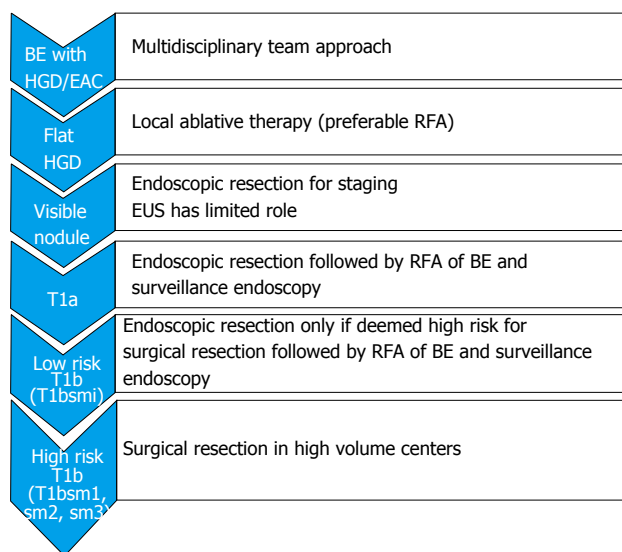 BE with
HGD/EAC
Multidisciplinary team approach
Flat
HGD
Local ablative therapy (preferable RFA)
Visible
nodule
Endoscopic resection for staging
EUS has limited role
T1a
Endoscopic resection followed by RFA of BE and
surveillance endoscopy
Low risk
T1b
(T1bsmi)
Endoscopic resection only if deemed high risk for
surgical resection followed by RFA of BE and surveillance
endoscopy
High risk
T1b
(T1bsm1,
sm2, sm3)
Surgical resection in high volume centers